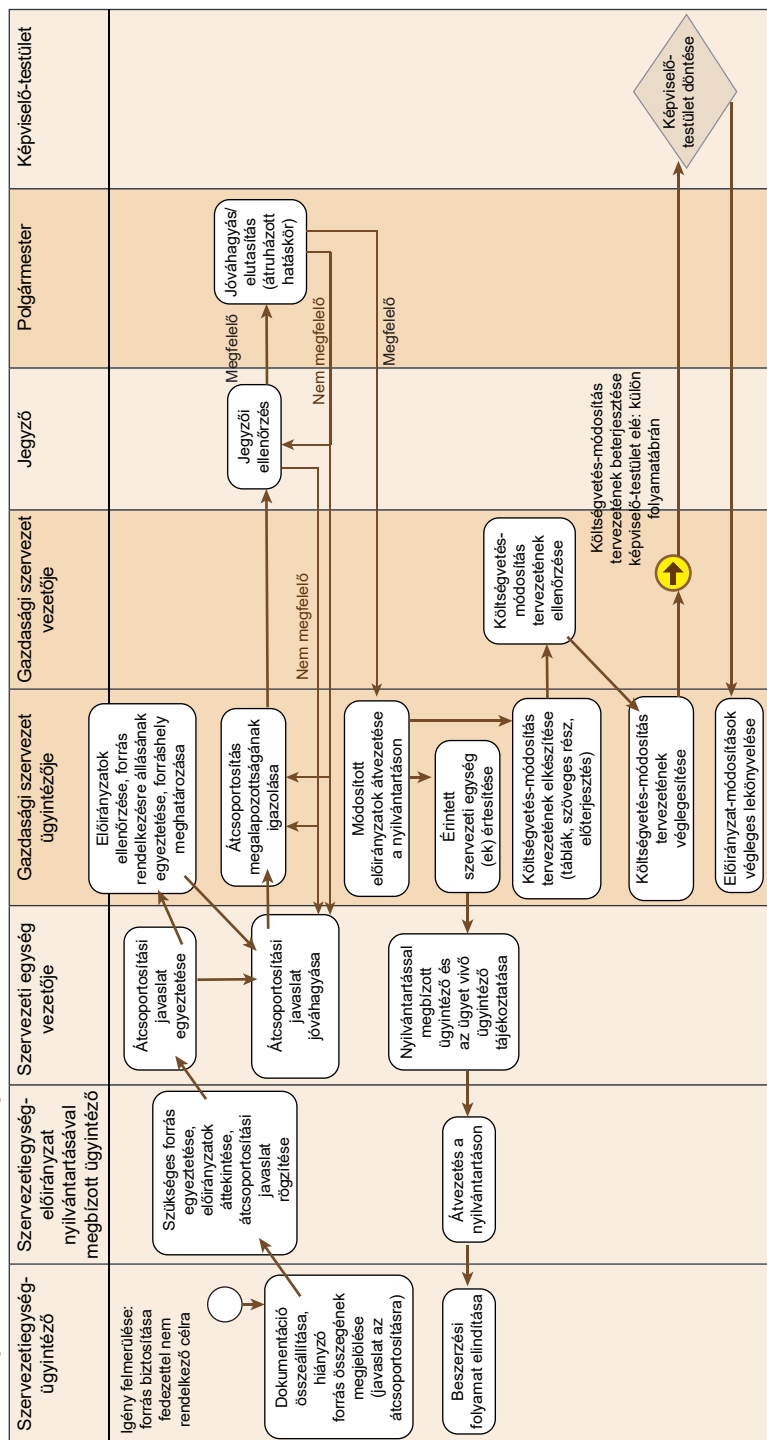 Szervezetiegység-
ügyintéző
Szervezetiegység-
előirányzat
nyilvántartásával
megbízott ügyintéző
Szervezeti egység
vezetője
Gazdasági szervezet
ügyintézője
Gazdasági szervezet
vezetője
Jegyző
Polgármester
Képviselő-testület
Igény felmerülése:
forrás biztosítása
fedezettel nem
rendelkező célra
Dokumentáció
összeállítása,
hiányzó
forrás összegének
megjelölése
(javaslat az
átcsoportosításra)
Szükséges forrás
egyeztetése,
előirányzatok
áttekintése,
átcsoportosítási
javaslat
rögzítése
Átcsoportosítási
javaslat
egyeztetése
Előirányzatok
ellenőrzése, forrás
rendelkezésre állásának
egyeztetése, forráshely
meghatározása
Átcsoportosítási
javaslat
jóváhagyása
Átcsoportosítás
megalapozottságának
igazolása
Jegyzői
ellenőrzés
Megfelelő
Nem megfelelő
Jóváhagyás/
elutasítás
(átruházott
hatáskör)
Nem megfelelő
Megfelelő
Módosított
előirányzatok átvezetése
a nyilvántartáson
Érintett
szervezeti egység
(ek) értesítése
Nyilvántartással
megbízott
ügyintéző és
az ügyet vivő
ügyintéző
tájékoztatása
Átvezetés a
nyilvántartáson
Beszerzési
folyamat elindítása
Költségvetés-módosítás
tervezetének elkészítése
(táblák, szöveges rész,
előterjesztés)
Költségvetés-
módosítás
tervezetének
ellenőrzése
Költségvetés-módosítás
tervezetének
véglegesítése
Költségvetés-módosítás
tervezetének beterjesztése
képviselő-testület elé: külön
folyamatábrán
Képviselő-
testület döntése
Előirányzat-módosítások
végleges lekönyvelése